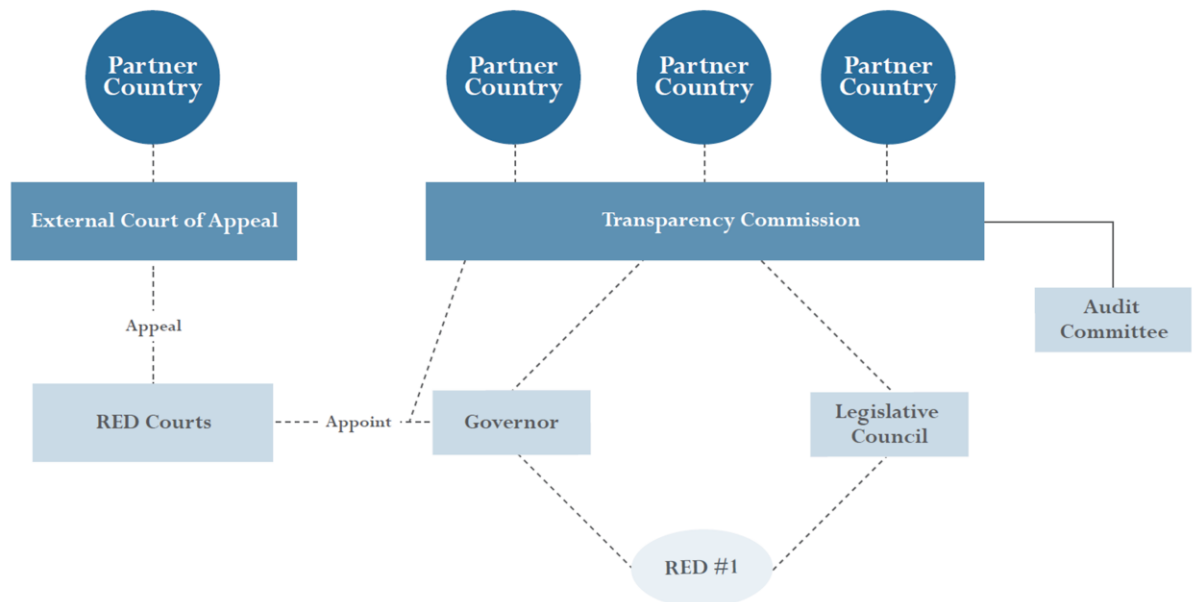 Partner
Country
Partner
Country
Partner
Country
Partner
Country
External Court of Appeal
Transparency Commission
Audit
Committee
Appeal
RED Courts
Appoint
Governor
Legislative
Council
RED #1